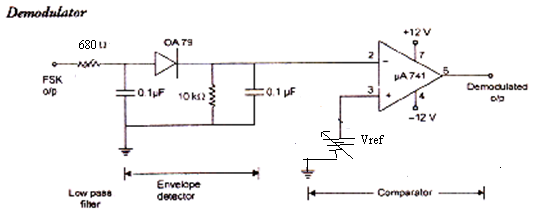 Demodulator
680 Ω
OA 79
+12 V
FSK
o/p
0.1μF
10 kΩ
0.1 μF
2
−
7
μA 741
6
3
+
4
−12 V
Demodulated
o/p
Vref
Low pass
filter
Envelope
detector
Comparator